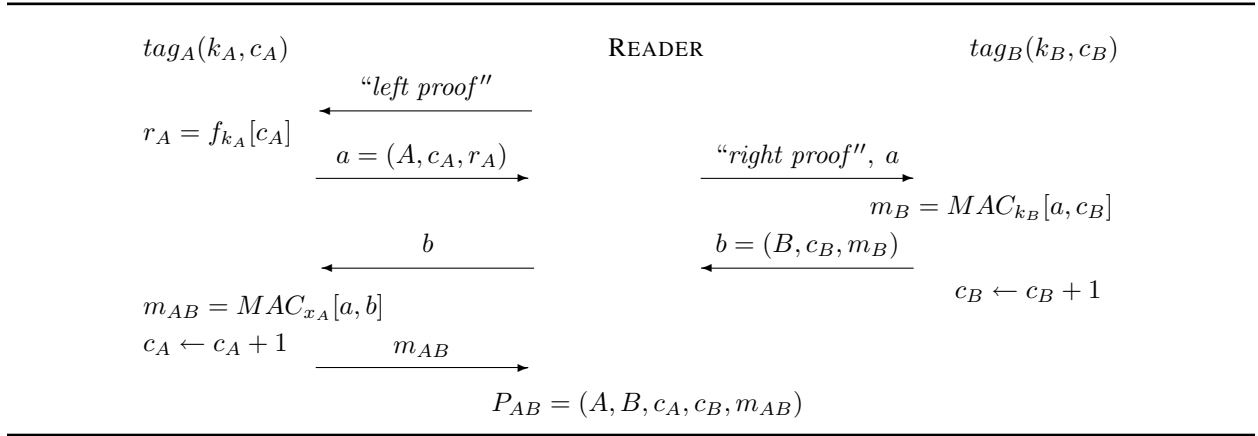 tag_A(k_A, c_A) READER tag_B(k_B, c_B)
“left proof″
r_A = f_{k_A}[c_A]
a = (A, c_A, r_A) “right proof″, a
m_B = MAC_{k_B}[a, c_B]
b b = (B, c_B, m_B)
c_B ← c_B + 1
m_{AB} = MAC_{x_A}[a, b]
c_A ← c_A + 1 m_{AB}
P_{AB} = (A, B, c_A, c_B, m_{AB})